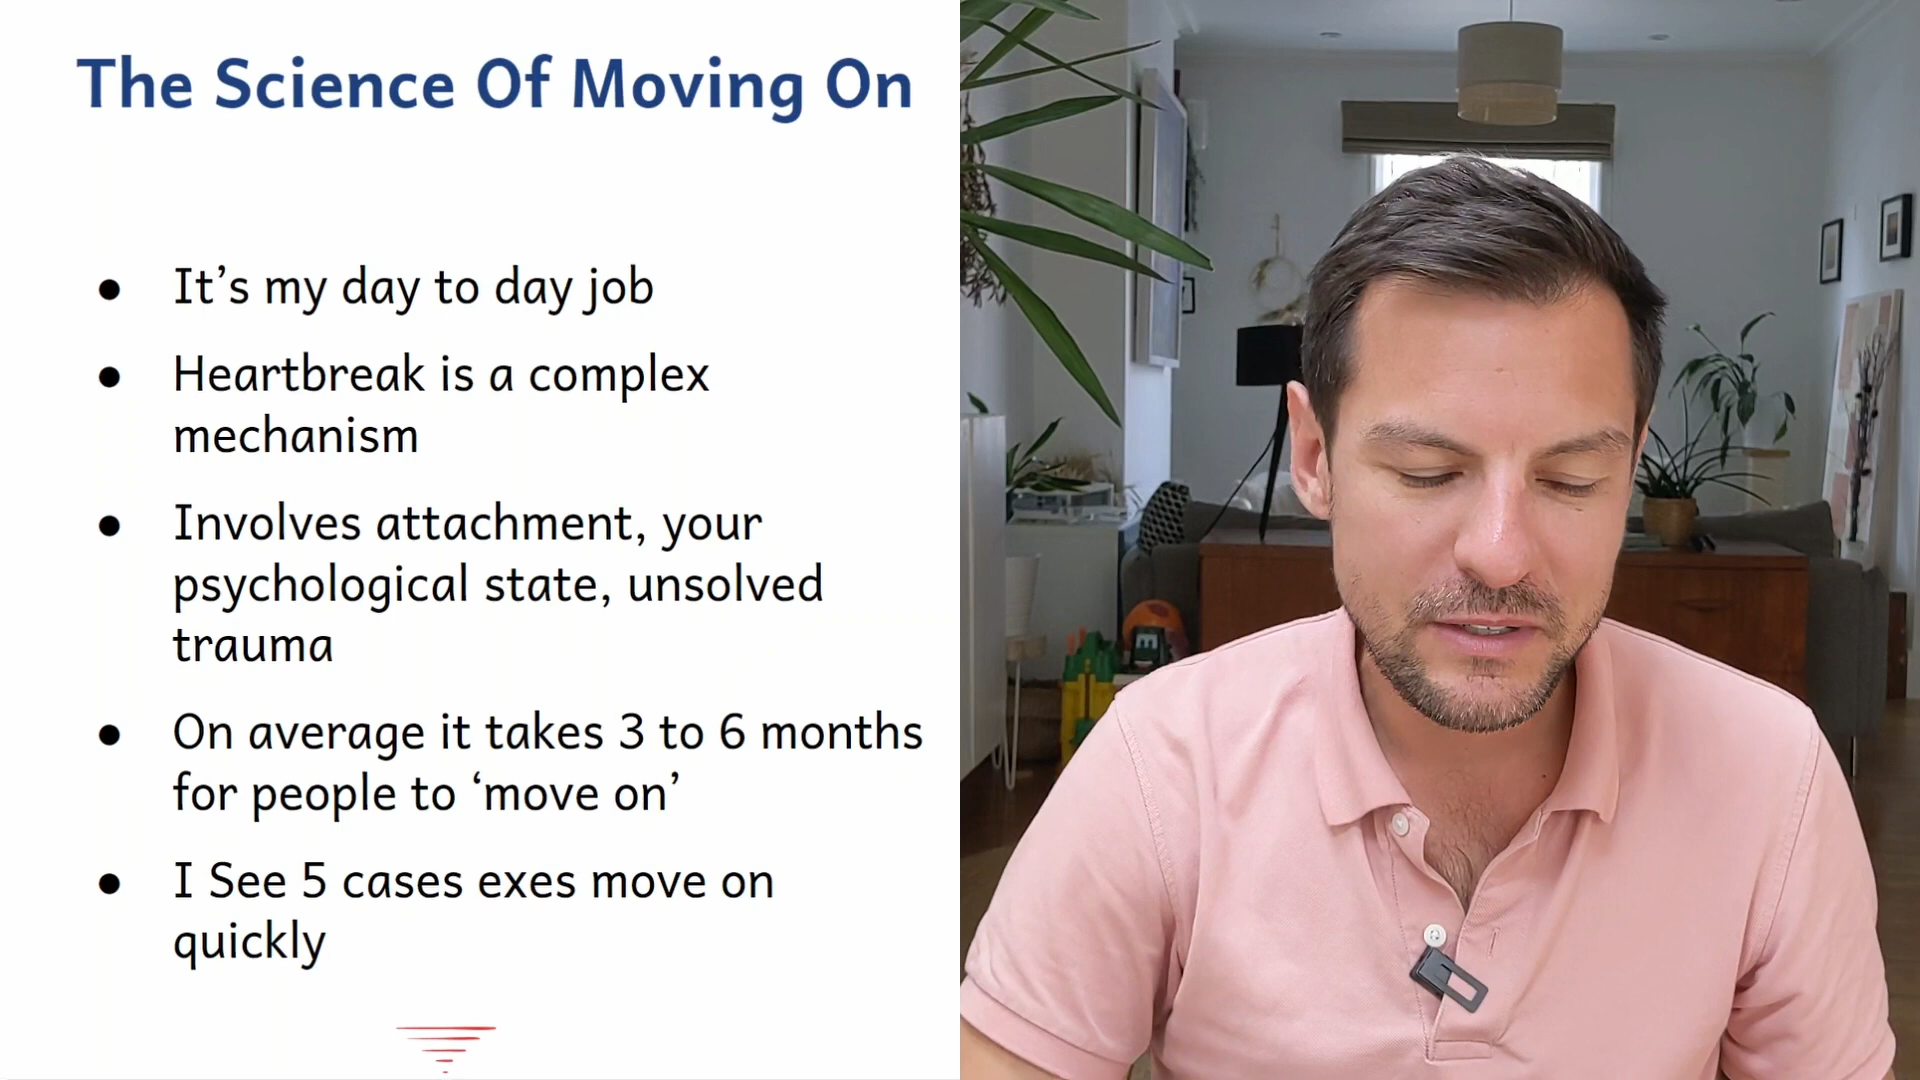 The Science Of Moving On
● It’s my day to day job
● Heartbreak is a complex
mechanism
● Involves attachment, your
psychological state, unsolved
trauma
● On average it takes 3 to 6 months
for people to ‘move on’
● I See 5 cases exes move on
quickly